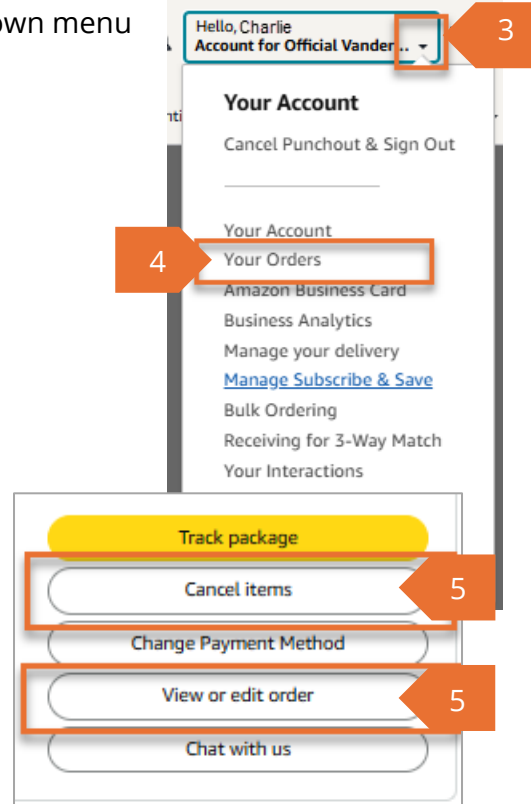 own menu
Hello, Charlie
Account for Official Vander...
3
Your Account
Cancel Punchout & Sign Out
Your Account
4
Your Orders
Amazon Business Card
Business Analytics
Manage your delivery
Manage Subscribe & Save
Bulk Ordering
Receiving for 3-Way Match
Your Interactions
Track package
Cancel items
5
Change Payment Method
View or edit order
5
Chat with us